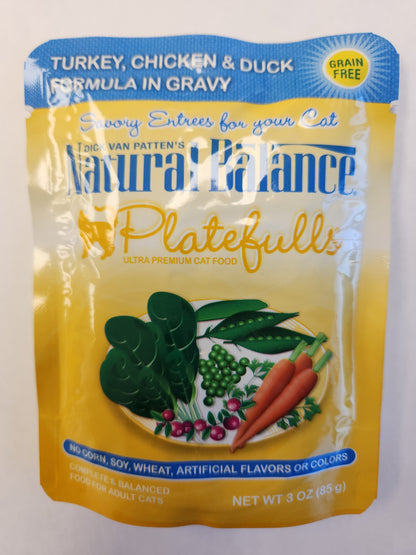 TURKEY, CHICKEN & DUCK
FORMULA IN GRAVY
GRAIN
FREE
Savory Entrees for your Cat
DICK VAN PATTEN'S
Natural Balance®
Platefulls
ULTRA PREMIUM CAT FOOD
NO CORN, SOY, WHEAT, ARTIFICIAL FLAVORS OR COLORS
COMPLETE & BALANCED
FOOD FOR ADULT CATS
NET WT 3 OZ (85 g)